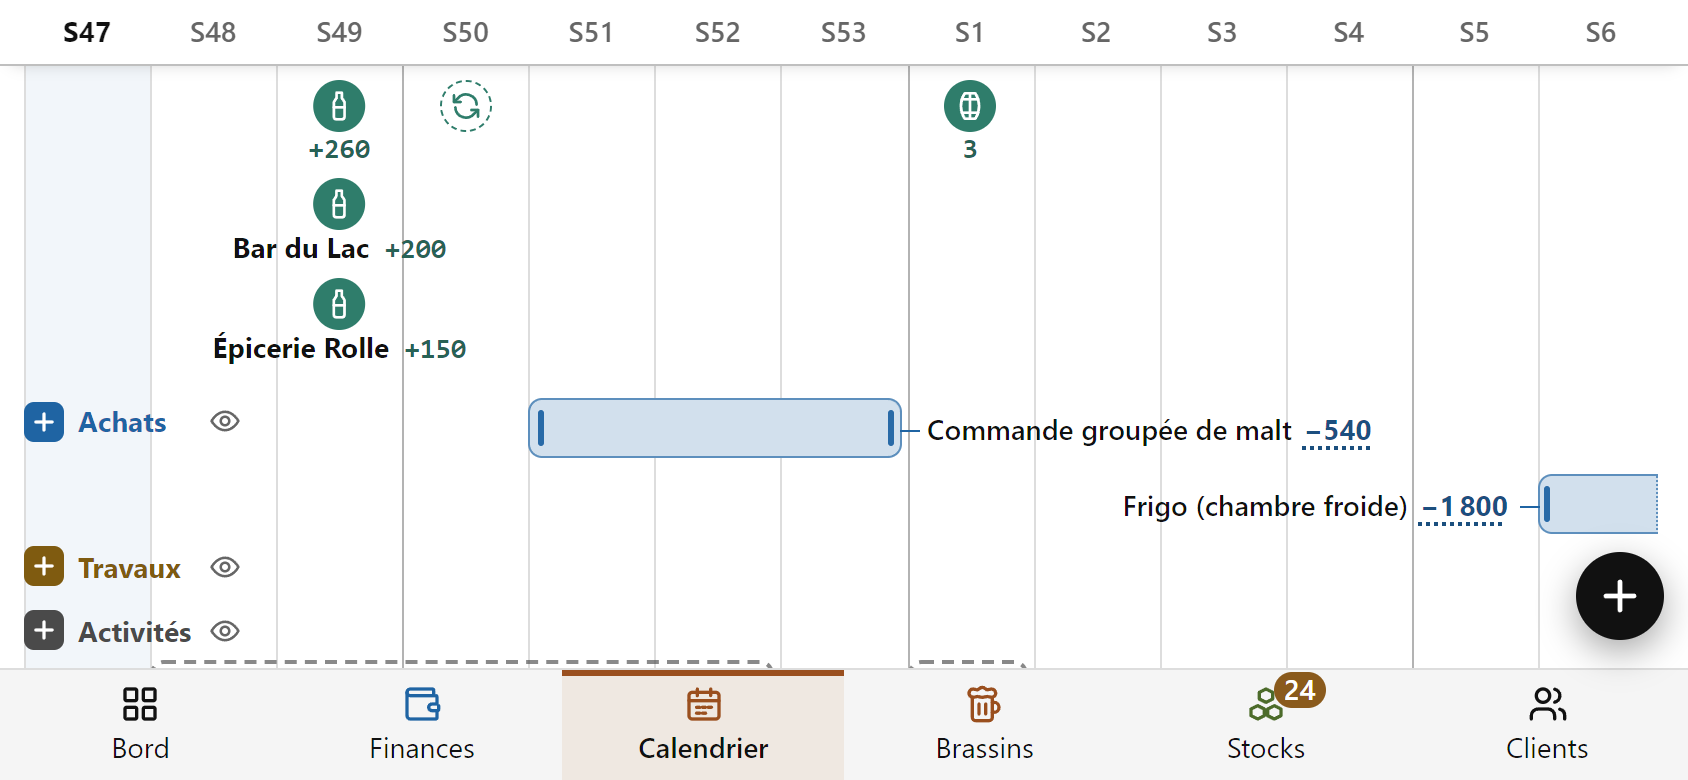 S47 S48 S49 S50 S51 S52 S53 S1 S2 S3 S4 S5 S6
+260 3
Bar du Lac +200
Épicerie Rolle +150
Achats Commande groupée de malt −540
Frigo (chambre froide) −1 800
Travaux
Activités
24
Bord Finances Calendrier Brassins Stocks Clients